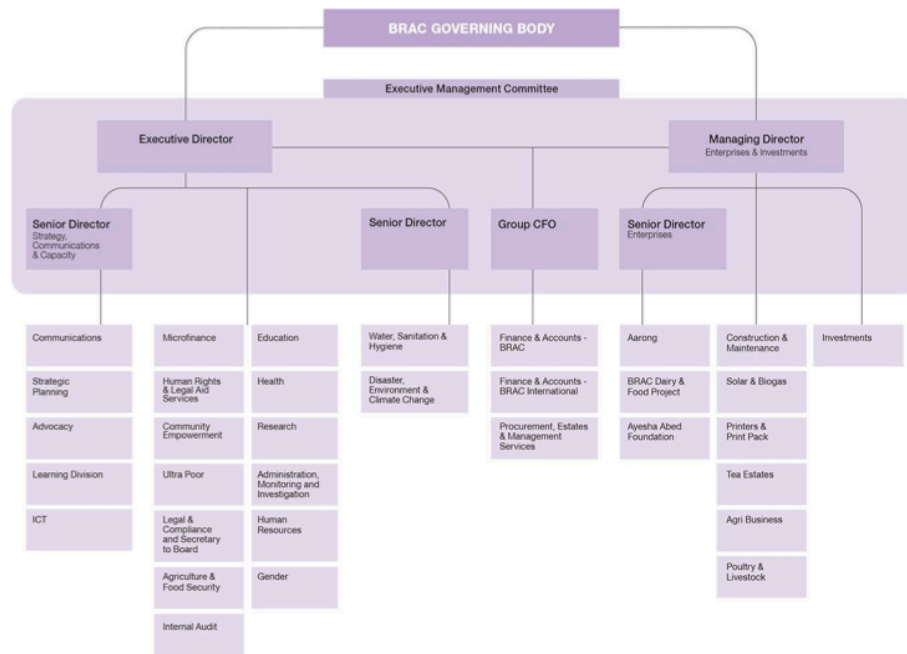 BRAC GOVERNING BODY
Executive Management Committee
Executive Director
Managing Director
Enterprises & Investments
Senior Director
Strategy,
Communications
& Capacity
Senior Director
Group CFO
Senior Director
Enterprises
Communications
Strategic
Planning
Advocacy
Learning Division
ICT
Microfinance
Human Rights
& Legal Aid
Services
Community
Empowerment
Ultra Poor
Legal &
Compliance
and Secretary
to Board
Agriculture &
Food Security
Internal Audit
Education
Health
Research
Administration,
Monitoring and
Investigation
Human
Resources
Gender
Water, Sanitation &
Hygiene
Disaster,
Environment &
Climate Change
Finance & Accounts -
BRAC
Finance & Accounts -
BRAC International
Procurement, Estates
& Management
Services
Aarong
BRAC Dairy &
Food Project
Ayesha Abed
Foundation
Construction &
Maintenance
Solar & Biogas
Printers &
Print Pack
Tea Estates
Agri Business
Poultry &
Livestock
Investments